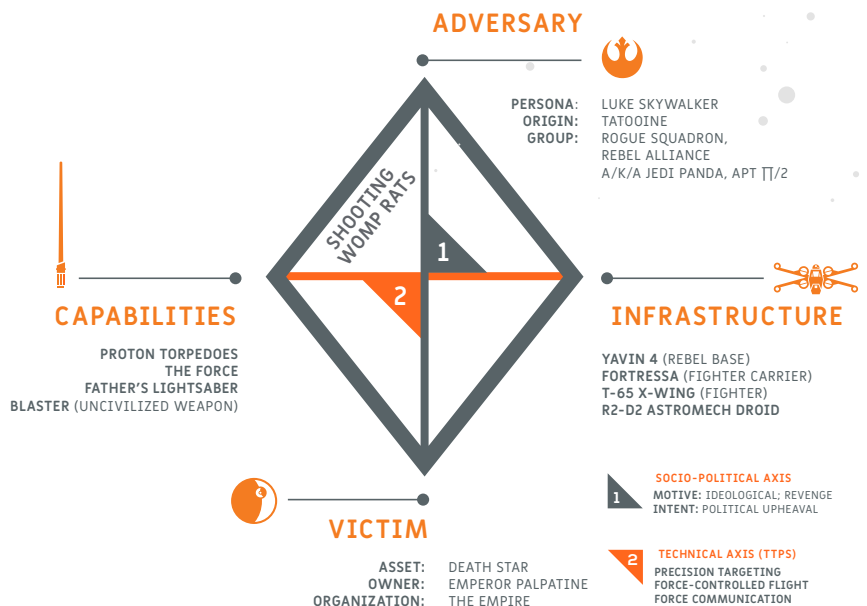 ADVERSARY
PERSONA: LUKE SKYWALKER
ORIGIN: TATOOINE
GROUP: ROGUE SQUADRON,
REBEL ALLIANCE
A/K/A JEDI PANDA, APT ∏/2
SHOOTING
WOMP RATS
1
2
CAPABILITIES
PROTON TORPEDOES
THE FORCE
FATHER'S LIGHTSABER
BLASTER (UNCIVILIZED WEAPON)
INFRASTRUCTURE
YAVIN 4 (REBEL BASE)
FORTRESSA (FIGHTER CARRIER)
T-65 X-WING (FIGHTER)
R2-D2 ASTROMECH DROID
VICTIM
ASSET: DEATH STAR
OWNER: EMPEROR PALPATINE
ORGANIZATION: THE EMPIRE
1
SOCIO-POLITICAL AXIS
MOTIVE: IDEOLOGICAL; REVENGE
INTENT: POLITICAL UPHEAVAL
2
TECHNICAL AXIS (TTPS)
PRECISION TARGETING
FORCE-CONTROLLED FLIGHT
FORCE COMMUNICATION